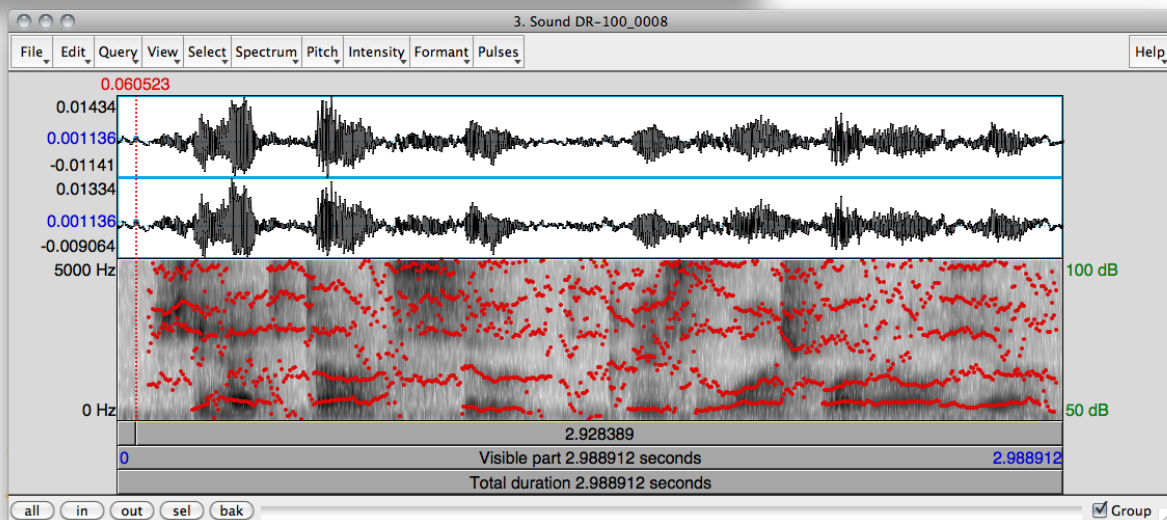 3. Sound DR-100_0008
File Edit Query View Select Spectrum Pitch Intensity Formant Pulses Help
0.060523
0.01434
0.001136
-0.01141
0.01334
0.001136
-0.009064
5000 Hz 100 dB
0 Hz 50 dB
2.928389
0 Visible part 2.988912 seconds 2.988912
Total duration 2.988912 seconds
all in out sel bak Group